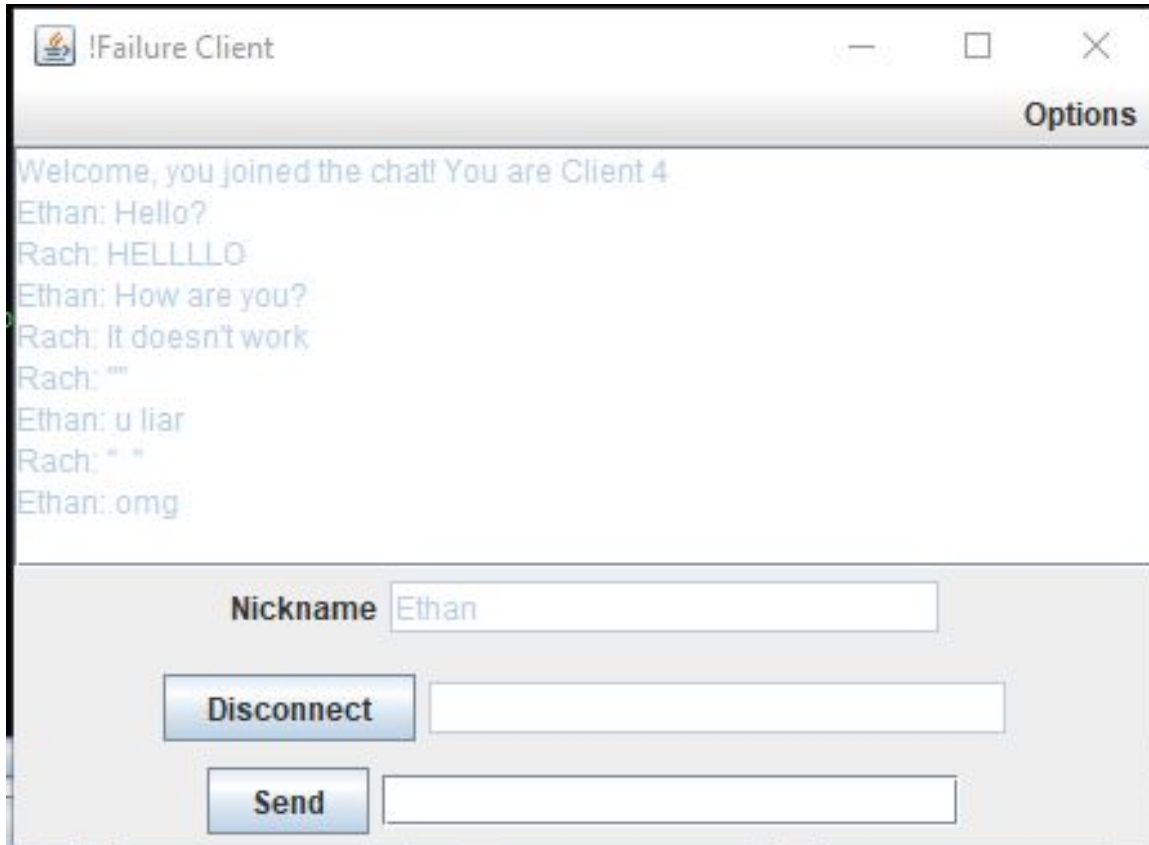 !Failure Client
Options
Welcome, you joined the chat! You are Client 4
Ethan: Hello?
Rach: HELLLLO
Ethan: How are you?
Rach: It doesn't work
Rach: ""
Ethan: u liar
Rach: "  "
Ethan: omg
Nickname Ethan
Disconnect
Send